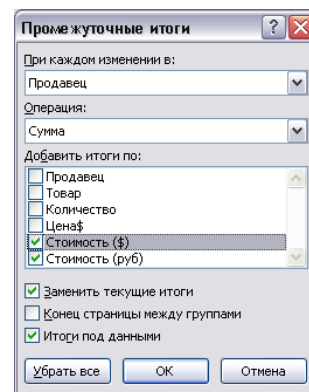 Промежуточные итоги
При каждом изменении в:
Продавец
Операция:
Сумма
Добавить итоги по:
Продавец
Товар
Количество
Цена$
Стоимость ($)
Стоимость (руб)
Заменить текущие итоги
Конец страницы между группами
Итоги под данными
Убрать все
ОК
Отмена